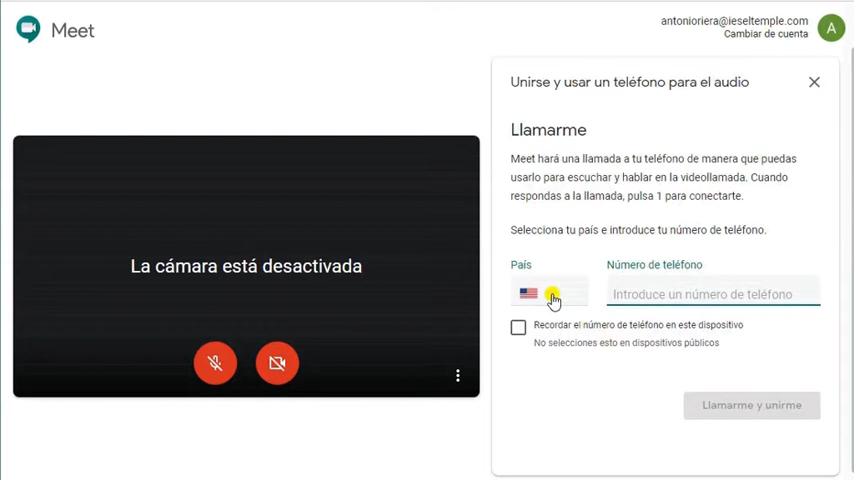 Meet
antonioriera@ieseltemple.com
Cambiar de cuenta
A
Unirse y usar un teléfono para el audio
Llamarme
Meet hará una llamada a tu teléfono de manera que puedas
usarlo para escuchar y hablar en la videollamada. Cuando
respondas a la llamada, pulsa 1 para conectarte.
Selecciona tu país e introduce tu número de teléfono.
País
Número de teléfono
Introduce un número de teléfono
Recordar el número de teléfono en este dispositivo
No selecciones esto en dispositivos públicos
Llamarme y unirme
La cámara está desactivada